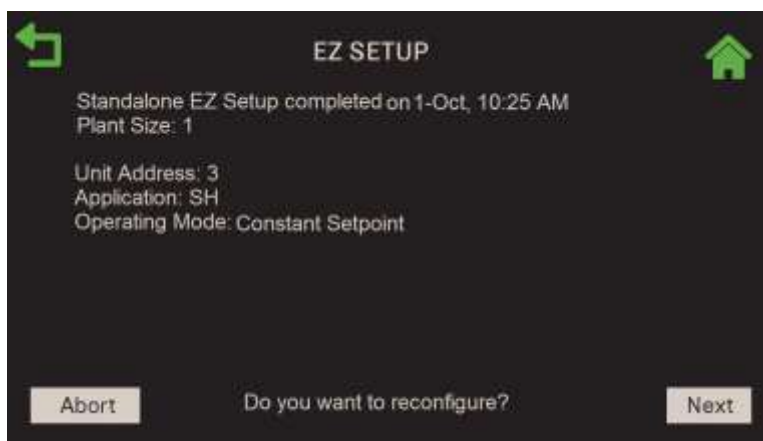 EZ SETUP
Standalone EZ Setup completed on 1-Oct, 10:25 AM
Plant Size: 1
Unit Address: 3
Application: SH
Operating Mode: Constant Setpoint
Abort
Do you want to reconfigure?
Next